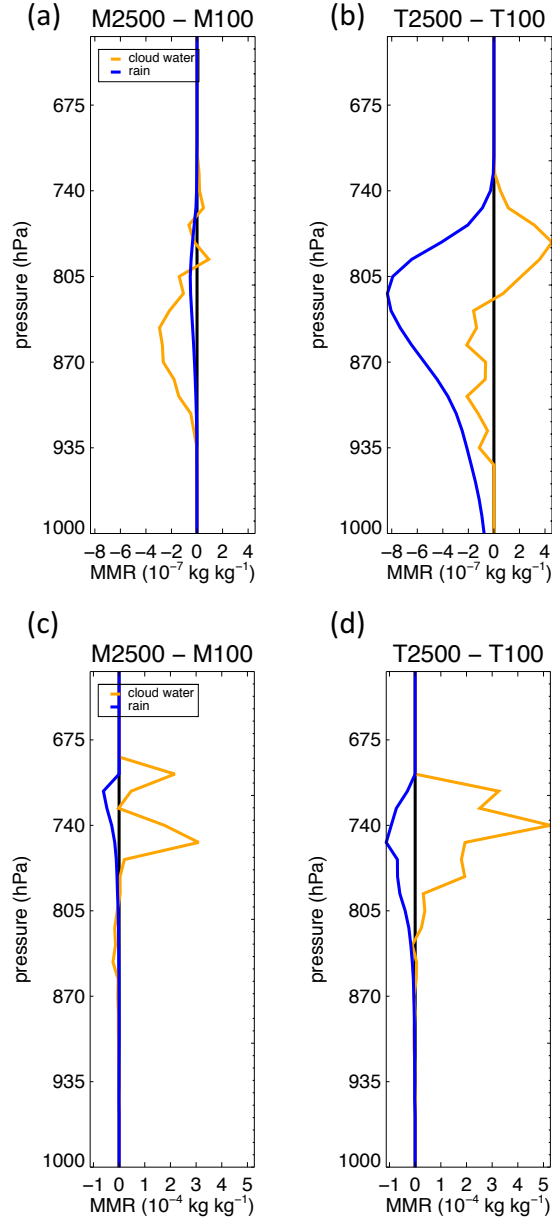 (a)
M2500 − M100
cloud water
rain
675
740
805
870
935
1000
pressure (hPa)
−8 −6 −4 −2 0 2 4
MMR (10⁻⁷ kg kg⁻¹)
(b)
T2500 − T100
675
740
805
870
935
1000
pressure (hPa)
−8 −6 −4 −2 0 2 4
MMR (10⁻⁷ kg kg⁻¹)
(c)
M2500 − M100
cloud water
rain
675
740
805
870
935
1000
pressure (hPa)
−1 0 1 2 3 4 5
MMR (10⁻⁴ kg kg⁻¹)
(d)
T2500 − T100
675
740
805
870
935
1000
pressure (hPa)
−1 0 1 2 3 4 5
MMR (10⁻⁴ kg kg⁻¹)